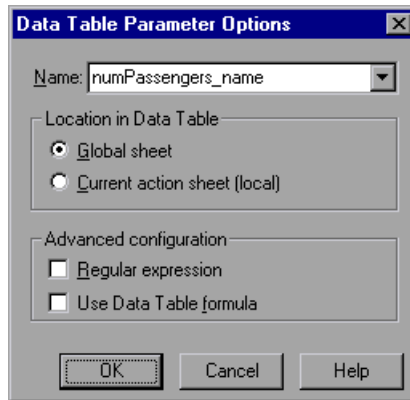 Data Table Parameter Options
Name: numPassengers_name
Location in Data Table
Global sheet
Current action sheet (local)
Advanced configuration
Regular expression
Use Data Table formula
OK Cancel Help